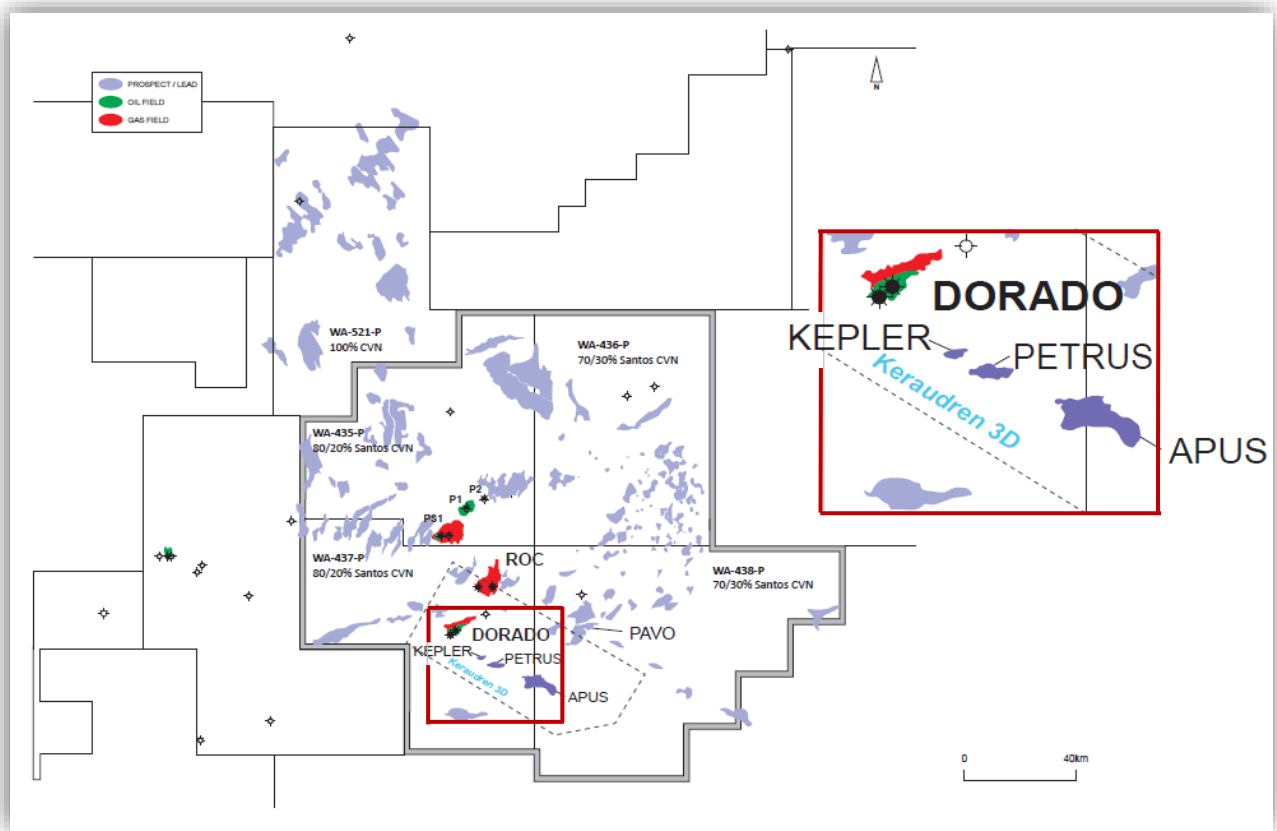 PROSPECT / LEAD
OIL FIELD
GAS FIELD
N
WA-521-P
100% CVN
WA-436-P
70/30% Santos CVN
WA-435-P
80/20% Santos CVN
P2
P1
PS1
WA-437-P
80/20% Santos CVN
ROC
WA-438-P
70/30% Santos CVN
DORADO
PAVO
KEPLER
PETRUS
Keraudren 3D
APUS
DORADO
KEPLER
PETRUS
Keraudren 3D
APUS
0 40km